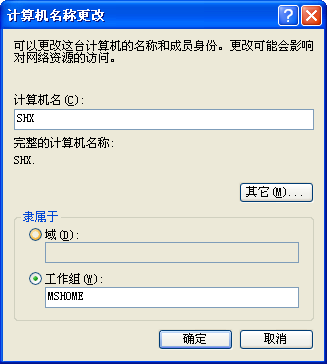 计算机名称更改
可以更改这台计算机的名称和成员身份。更改可能会影响
对网络资源的访问。
计算机名(C):
SHX
完整的计算机名称:
SHX.
其它(M)...
隶属于
域(D):
工作组(W):
MSHOME
确定
取消